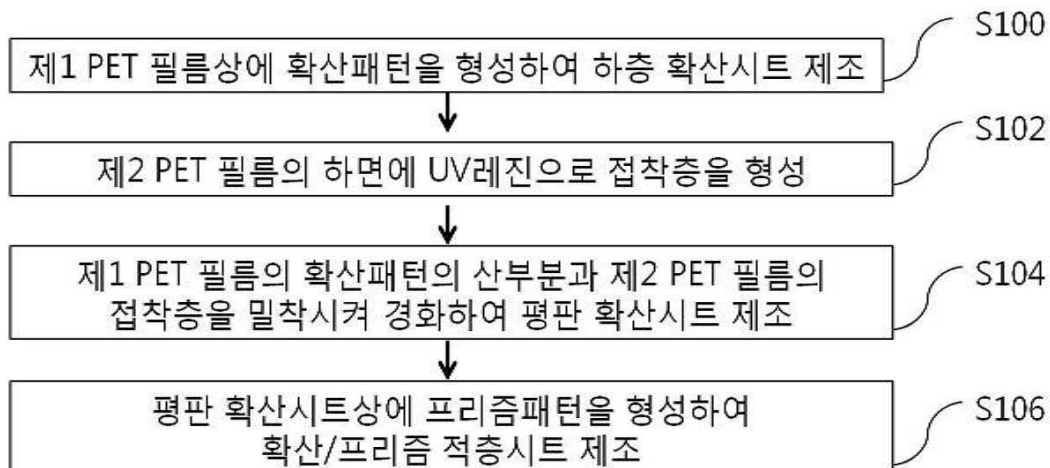 S100
제1 PET 필름상에 확산패턴을 형성하여 하층 확산시트 제조
S102
제2 PET 필름의 하면에 UV레진으로 접착층을 형성
S104
제1 PET 필름의 확산패턴의 산부분과 제2 PET 필름의
접착층을 밀착시켜 경화하여 평판 확산시트 제조
S106
평판 확산시트상에 프리즘패턴을 형성하여
확산/프리즘 적층시트 제조